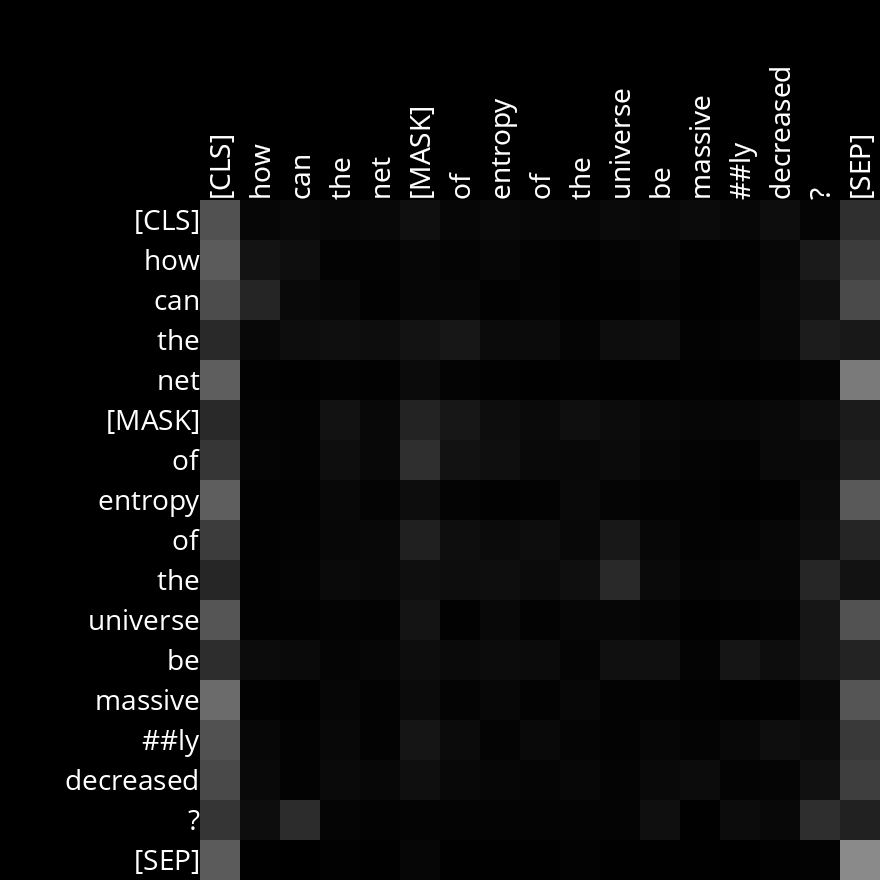 [CLS] how can the net [MASK] of entropy of the universe be massive ##ly decreased ? [SEP]
[CLS]
how
can
the
net
[MASK]
of
entropy
of
the
universe
be
massive
##ly
decreased
?
[SEP]